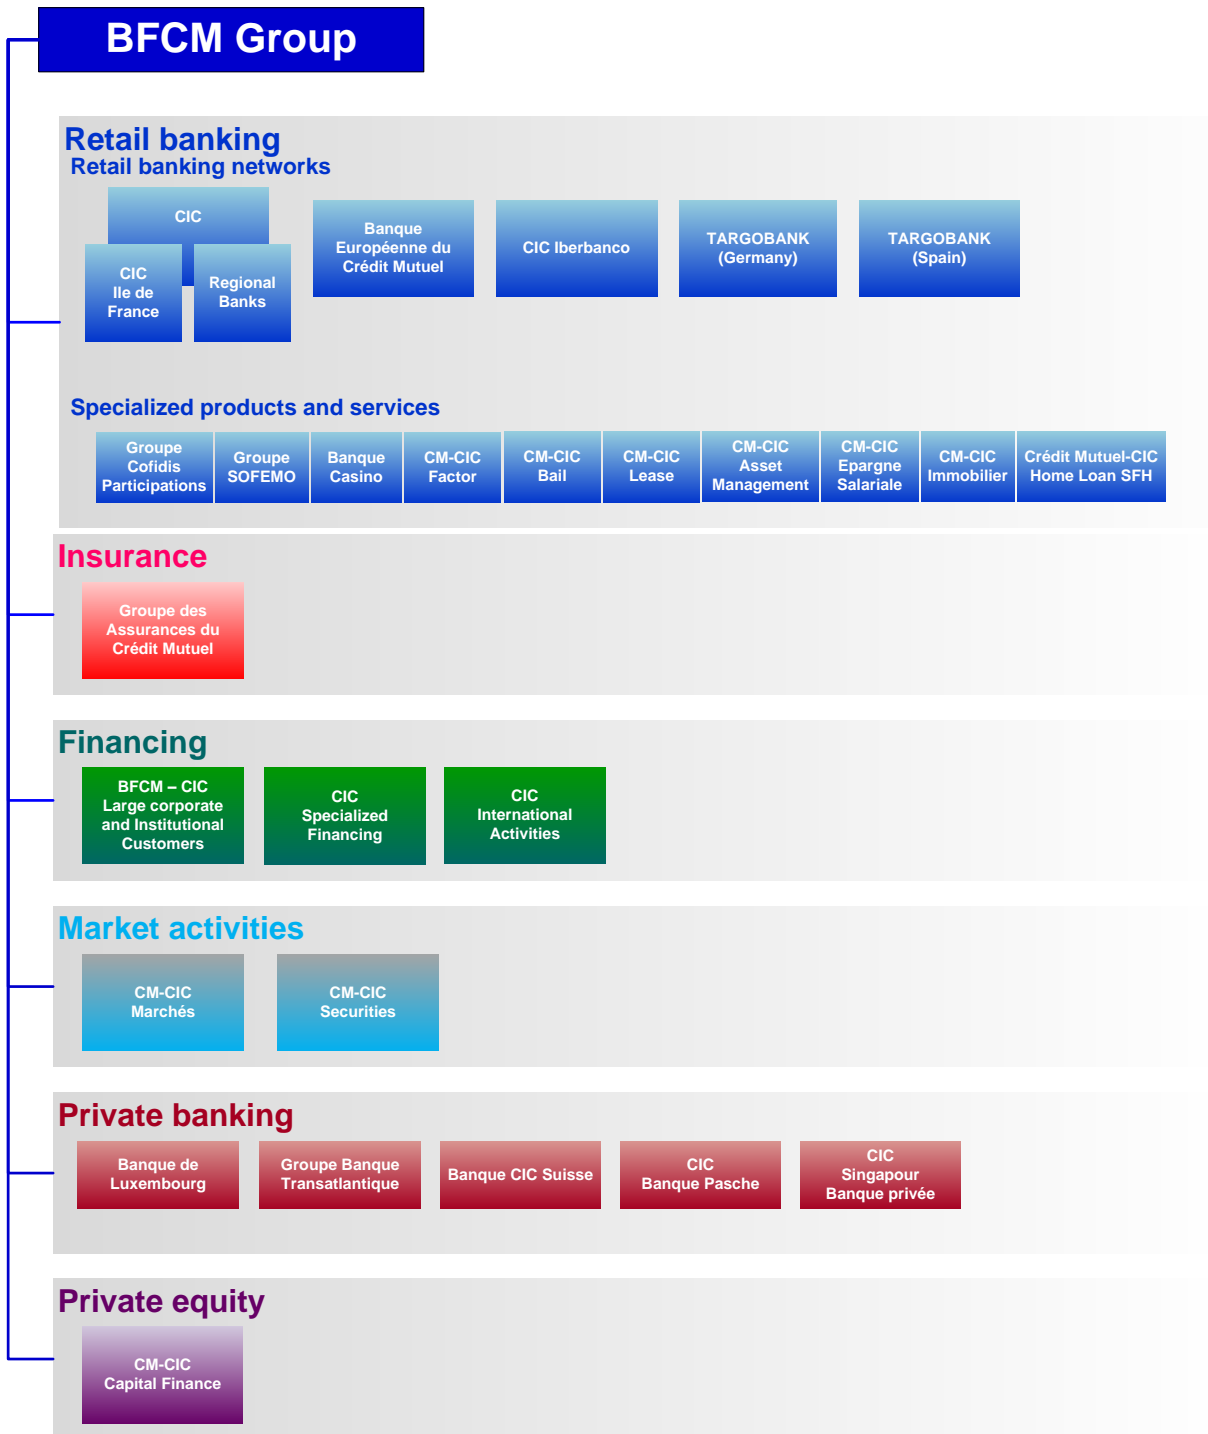 BFCM Group
Retail banking
Retail banking networks
CIC
CIC
Ile de
France
Regional
Banks
Banque
Européenne du
Crédit Mutuel
CIC Iberbanco
TARGOBANK
(Germany)
TARGOBANK
(Spain)
Specialized products and services
Groupe
Cofidis
Participations
Groupe
SOFEMO
Banque
Casino
CM-CIC
Factor
CM-CIC
Bail
CM-CIC
Lease
CM-CIC
Asset
Management
CM-CIC
Epargne
Salariale
CM-CIC
Immobilier
Crédit Mutuel-CIC
Home Loan SFH
Insurance
Groupe des
Assurances du
Crédit Mutuel
Financing
BFCM – CIC
Large corporate
and Institutional
Customers
CIC
Specialized
Financing
CIC
International
Activities
Market activities
CM-CIC
Marchés
CM-CIC
Securities
Private banking
Banque de
Luxembourg
Groupe Banque
Transatlantique
Banque CIC Suisse
CIC
Banque Pasche
CIC
Singapour
Banque privée
Private equity
CM-CIC
Capital Finance